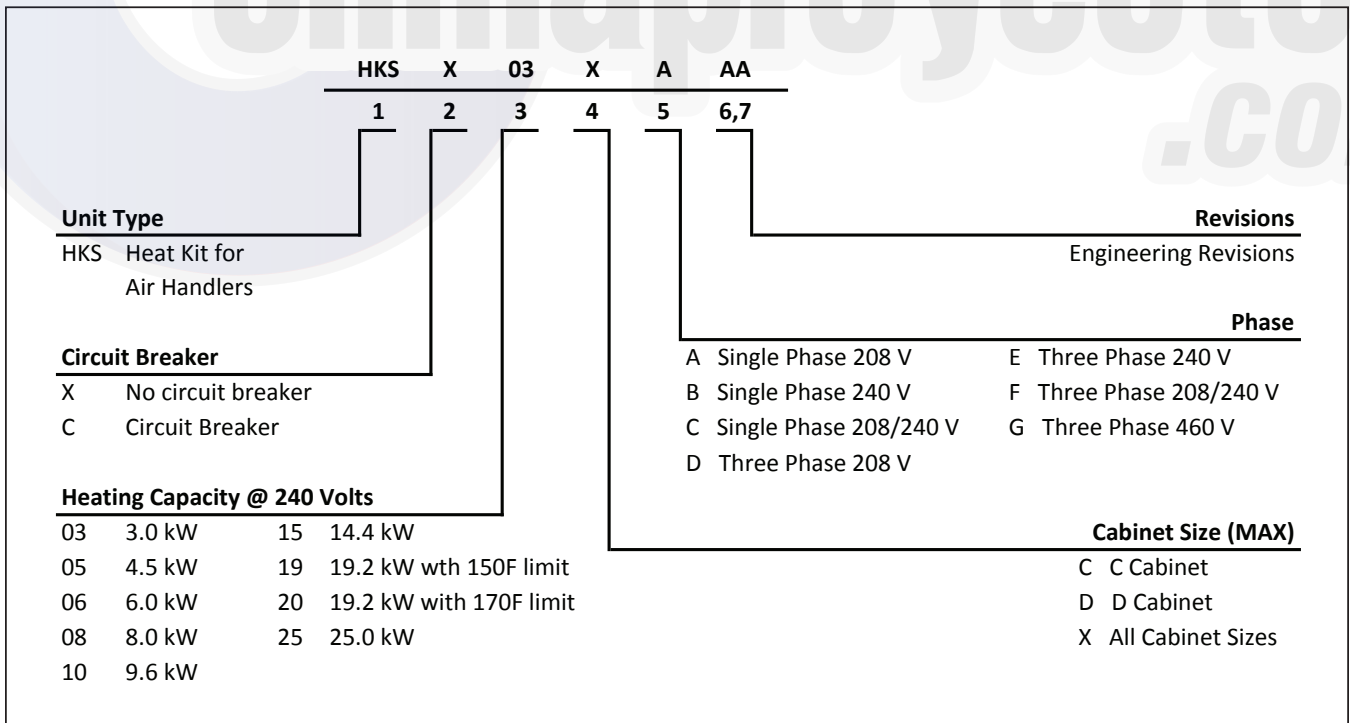 chinaproyectos
.com
HKS X 03 X A AA
1 2 3 4 5 6,7
Unit Type
HKS Heat Kit for
Air Handlers
Revisions
Engineering Revisions
Circuit Breaker
X No circuit breaker
C Circuit Breaker
Phase
A Single Phase 208 V E Three Phase 240 V
B Single Phase 240 V F Three Phase 208/240 V
C Single Phase 208/240 V G Three Phase 460 V
D Three Phase 208 V
Heating Capacity @ 240 Volts
03 3.0 kW 15 14.4 kW
05 4.5 kW 19 19.2 kW wth 150F limit
06 6.0 kW 20 19.2 kW with 170F limit
08 8.0 kW 25 25.0 kW
10 9.6 kW
Cabinet Size (MAX)
C C Cabinet
D D Cabinet
X All Cabinet Sizes